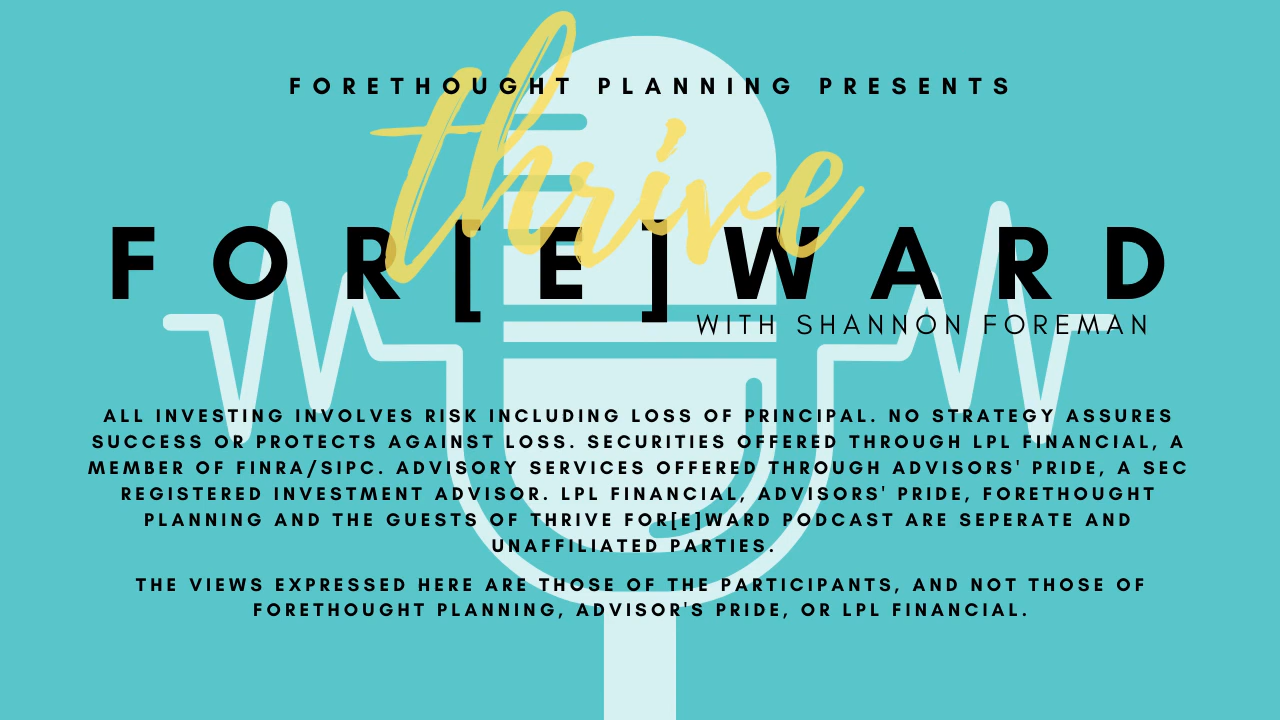 FORETHOUGHT PLANNING PRESENTS
thrive
FOR[E]WARD
WITH SHANNON FOREMAN
ALL INVESTING INVOLVES RISK INCLUDING LOSS OF PRINCIPAL. NO STRATEGY ASSURES
SUCCESS OR PROTECTS AGAINST LOSS. SECURITIES OFFERED THROUGH LPL FINANCIAL, A
MEMBER OF FINRA/SIPC. ADVISORY SERVICES OFFERED THROUGH ADVISORS' PRIDE, A SEC
REGISTERED INVESTMENT ADVISOR. LPL FINANCIAL, ADVISORS' PRIDE, FORETHOUGHT
PLANNING AND THE GUESTS OF THRIVE FOR[E]WARD PODCAST ARE SEPERATE AND
UNAFFILIATED PARTIES.
THE VIEWS EXPRESSED HERE ARE THOSE OF THE PARTICIPANTS, AND NOT THOSE OF
FORETHOUGHT PLANNING, ADVISOR'S PRIDE, OR LPL FINANCIAL.